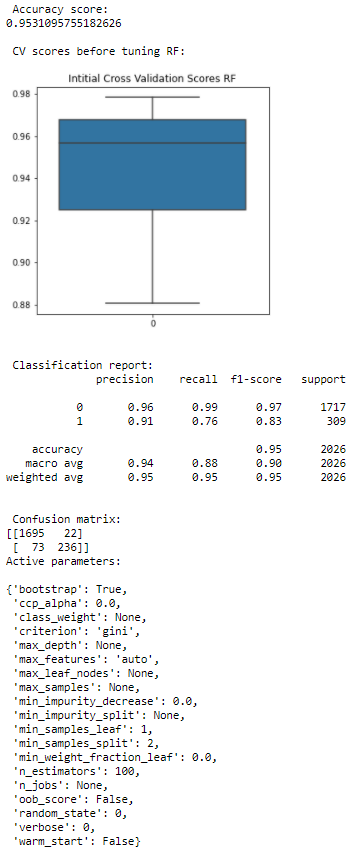 Accuracy score:
0.9531095755182626
CV scores before tuning RF:
Intitial Cross Validation Scores RF
0.98
0.96
0.94
0.92
0.90
0.88
0
Classification report:
precision recall f1-score support
0 0.96 0.99 0.97 1717
1 0.91 0.76 0.83 309
accuracy 0.95 2026
macro avg 0.94 0.88 0.90 2026
weighted avg 0.95 0.95 0.95 2026
Confusion matrix:
[[1695 22]
[ 73 236]]
Active parameters:
{'bootstrap': True,
'ccp_alpha': 0.0,
'class_weight': None,
'criterion': 'gini',
'max_depth': None,
'max_features': 'auto',
'max_leaf_nodes': None,
'max_samples': None,
'min_impurity_decrease': 0.0,
'min_impurity_split': None,
'min_samples_leaf': 1,
'min_samples_split': 2,
'min_weight_fraction_leaf': 0.0,
'n_estimators': 100,
'n_jobs': None,
'oob_score': False,
'random_state': 0,
'verbose': 0,
'warm_start': False}